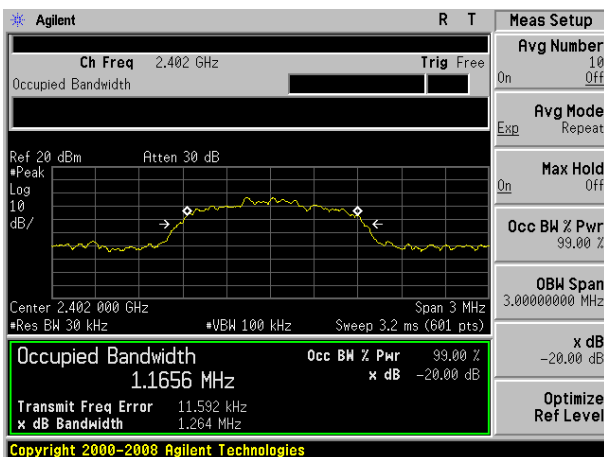 Agilent R T
Ch Freq 2.402 GHz Trig Free
Occupied Bandwidth
Ref 20 dBm Atten 30 dB
#Peak
Log
10
dB/
Center 2.402 000 GHz Span 3 MHz
#Res BW 30 kHz #VBW 100 kHz Sweep 3.2 ms (601 pts)
Occupied Bandwidth Occ BW % Pwr 99.00 %
1.1656 MHz x dB -20.00 dB
Transmit Freq Error 11.592 kHz
x dB Bandwidth 1.264 MHz
Copyright 2000-2008 Agilent Technologies
Meas Setup
Avg Number
10
On Off
Avg Mode
Exp Repeat
Max Hold
On Off
Occ BW % Pwr
99.00 %
OBW Span
3.00000000 MHz
x dB
-20.00 dB
Optimize
Ref Level